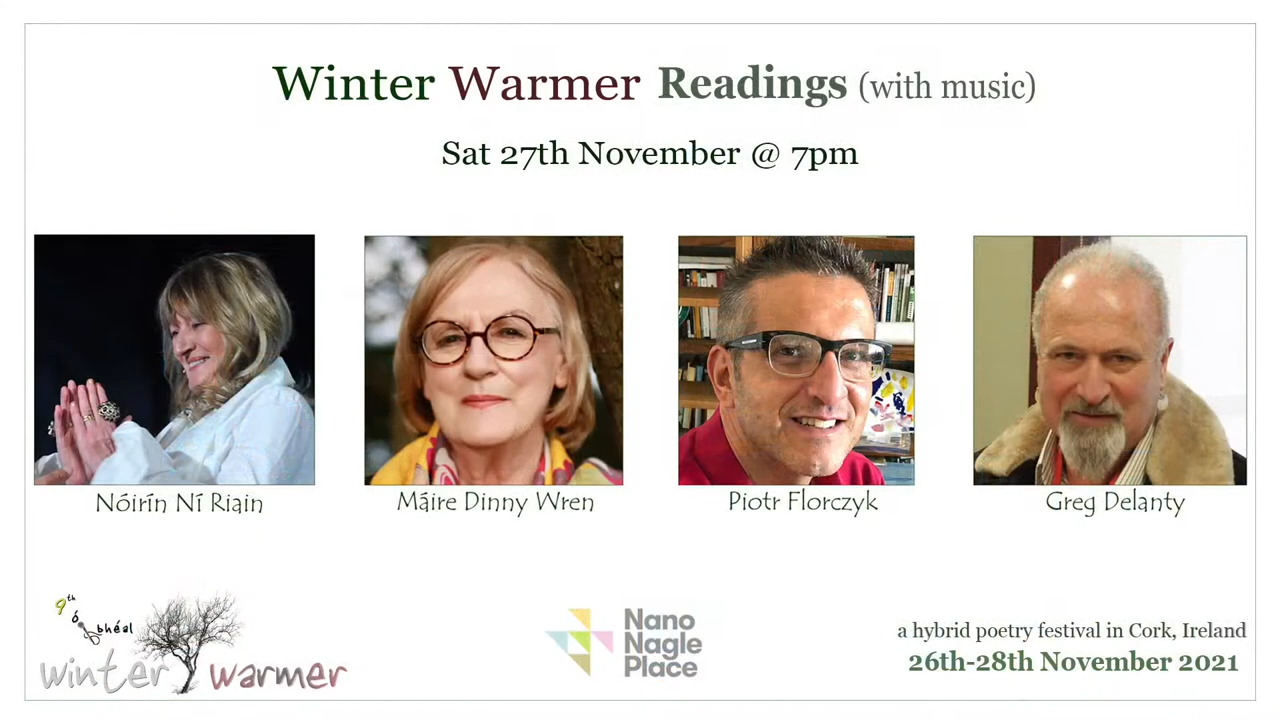 Winter Warmer Readings (with music)
Sat 27th November @ 7pm
Nóirín Ní Riain
Máire Dinny Wren
Piotr Florczyk
Greg Delanty
9th
ó bhéal
winter warmer
Nano
Nagle
Place
a hybrid poetry festival in Cork, Ireland
26th-28th November 2021